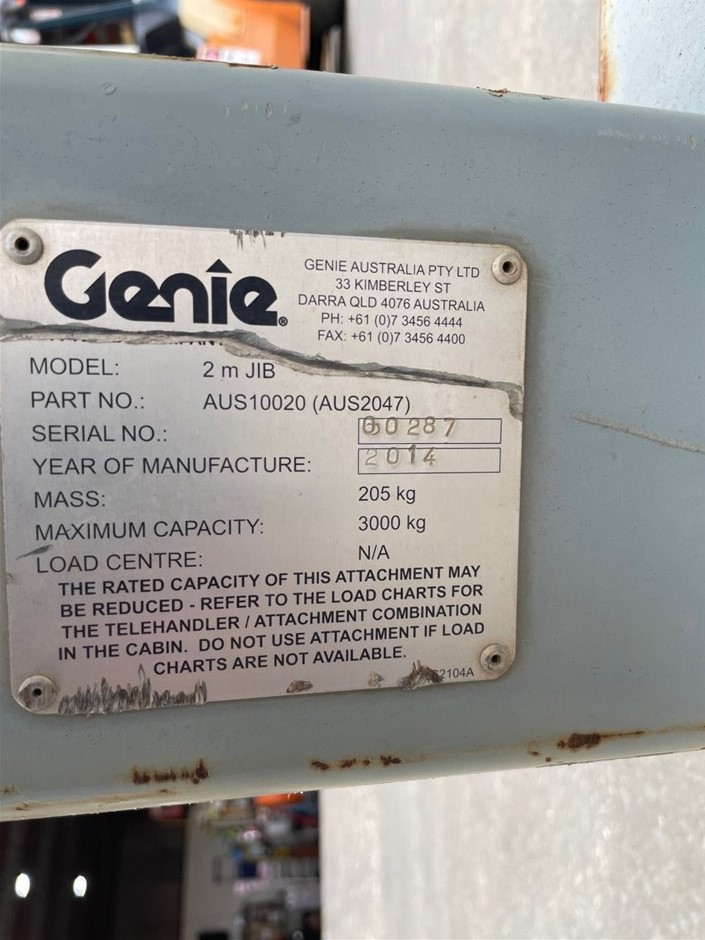 Genie®
GENIE AUSTRALIA PTY LTD
33 KIMBERLEY ST
DARRA QLD 4076 AUSTRALIA
PH: +61 (0)7 3456 4444
FAX: +61 (0)7 3456 4400
MODEL: 2 m JIB
PART NO.: AUS10020 (AUS2047)
SERIAL NO.: 00287
YEAR OF MANUFACTURE: 2014
MASS: 205 kg
MAXIMUM CAPACITY: 3000 kg
LOAD CENTRE: N/A
THE RATED CAPACITY OF THIS ATTACHMENT MAY
BE REDUCED - REFER TO THE LOAD CHARTS FOR
THE TELEHANDLER / ATTACHMENT COMBINATION
IN THE CABIN. DO NOT USE ATTACHMENT IF LOAD
CHARTS ARE NOT AVAILABLE.